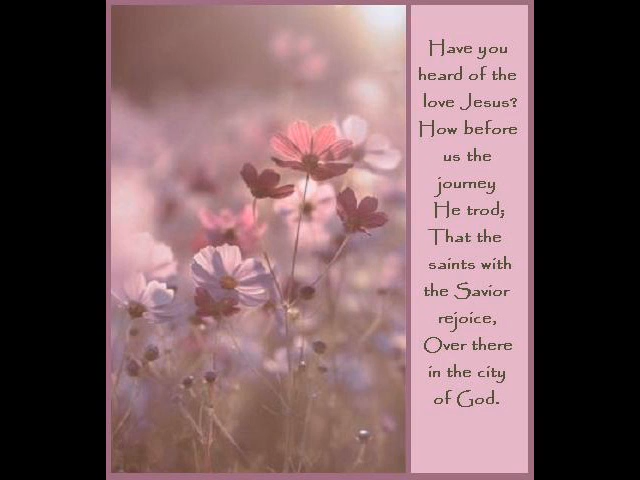 Have you
heard of the
love Jesus?
How before
us the
journey
He trod;
That the
saints with
the Savior
rejoice,
Over there
in the city
of God.